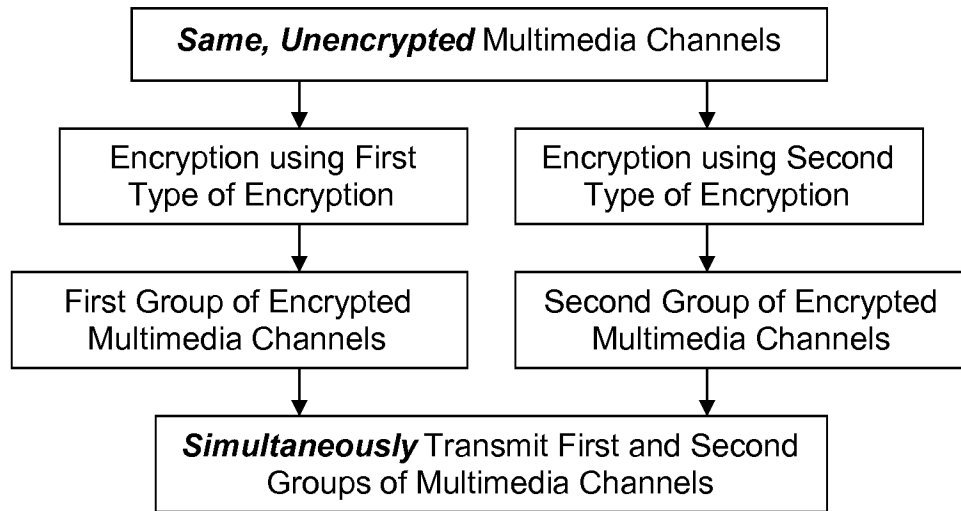 Same, Unencrypted Multimedia Channels
Encryption using First
Type of Encryption
Encryption using Second
Type of Encryption
First Group of Encrypted
Multimedia Channels
Second Group of Encrypted
Multimedia Channels
Simultaneously Transmit First and Second
Groups of Multimedia Channels